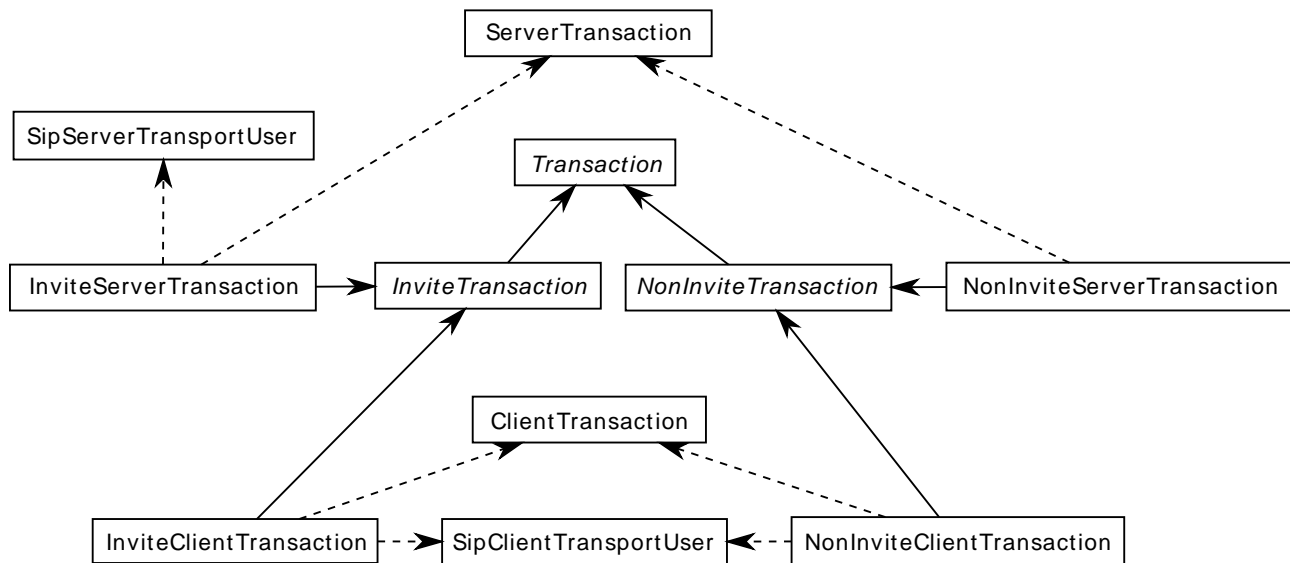 ServerTransaction
SipServerTransportUser
Transaction
InviteServerTransaction
InviteTransaction
NonInviteTransaction
NonInviteServerTransaction
ClientTransaction
InviteClientTransaction
SipClientTransportUser
NonInviteClientTransaction